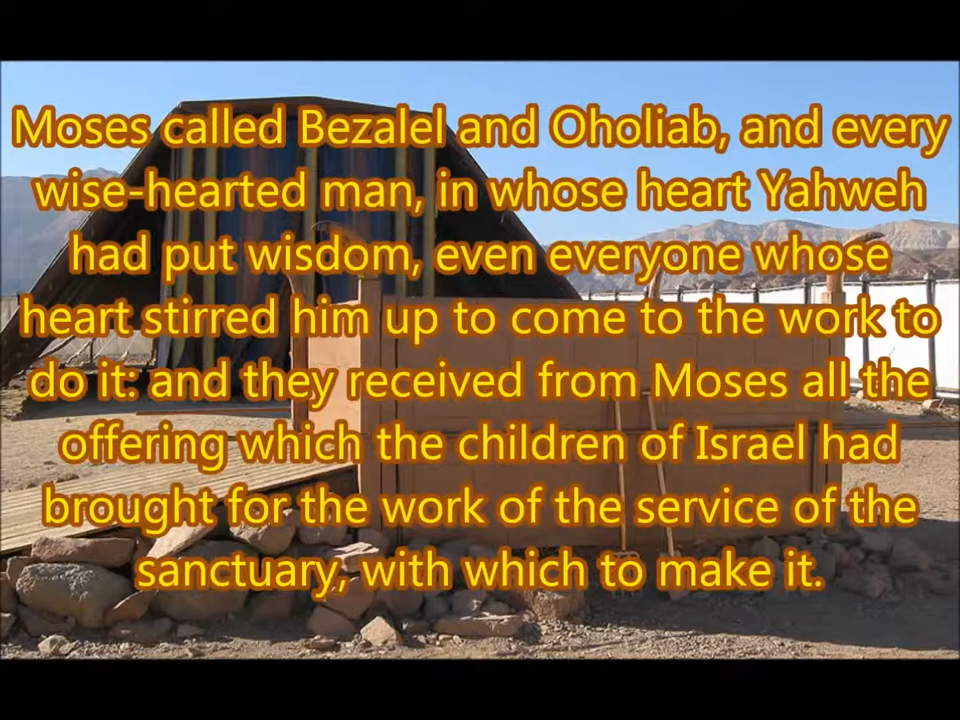 Moses called Bezalel and Oholiab, and every
wise-hearted man, in whose heart Yahweh
had put wisdom, even everyone whose
heart stirred him up to come to the work to
do it: and they received from Moses all the
offering which the children of Israel had
brought for the work of the service of the
sanctuary, with which to make it.